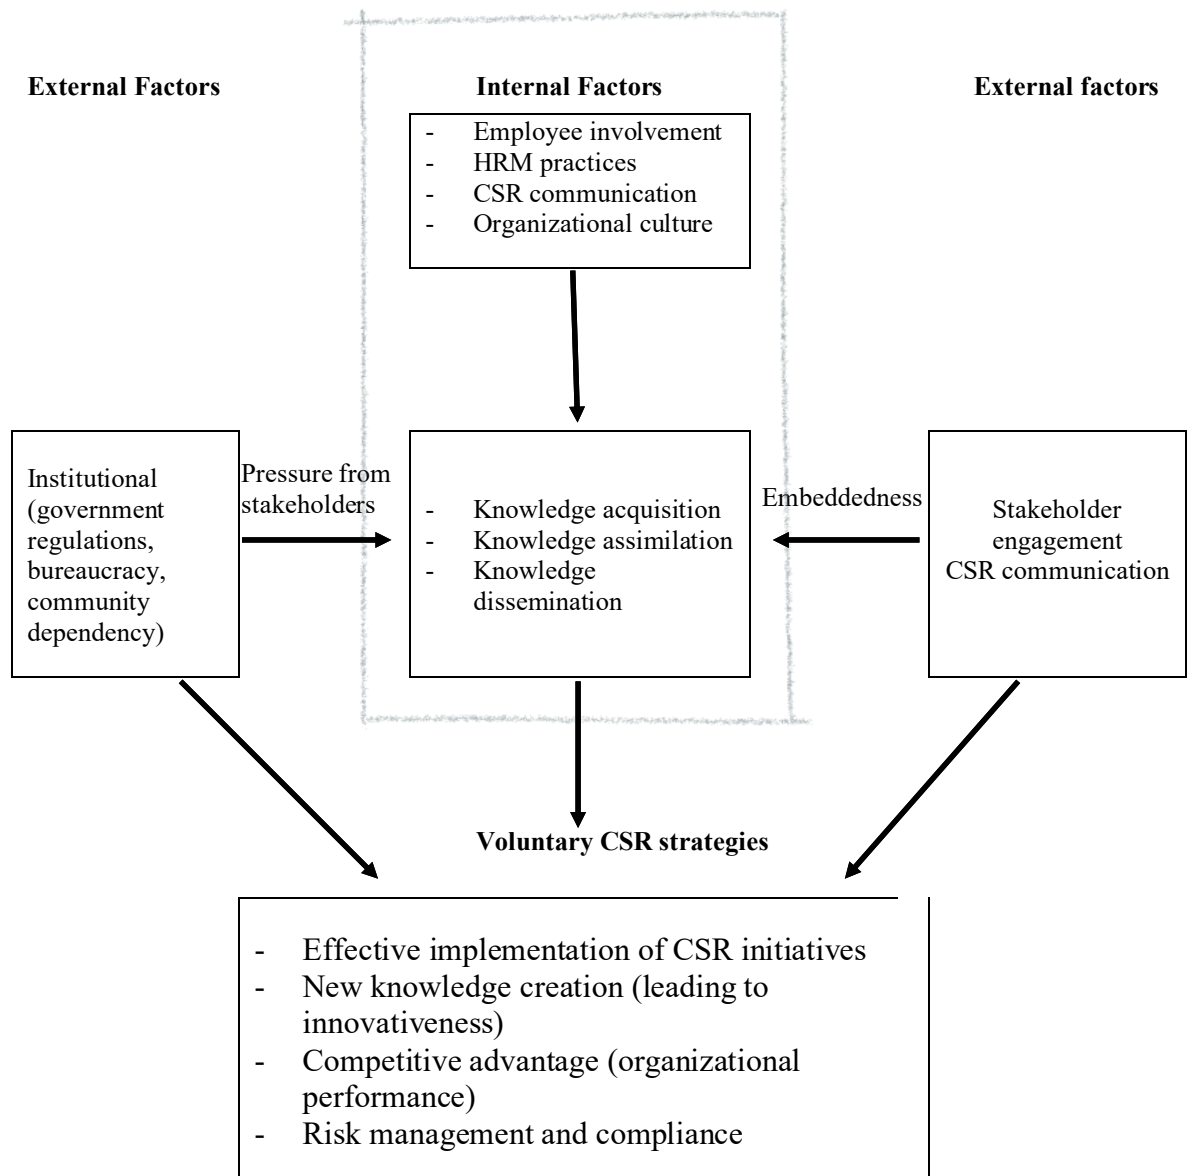 External Factors
Internal Factors
External factors
- Employee involvement
- HRM practices
- CSR communication
- Organizational culture
Institutional
(government
regulations,
bureaucracy,
community
dependency)
Pressure from
stakeholders
- Knowledge acquisition
- Knowledge assimilation
- Knowledge
dissemination
Embeddedness
Stakeholder
engagement
CSR communication
Voluntary CSR strategies
- Effective implementation of CSR initiatives
- New knowledge creation (leading to
innovativeness)
- Competitive advantage (organizational
performance)
- Risk management and compliance